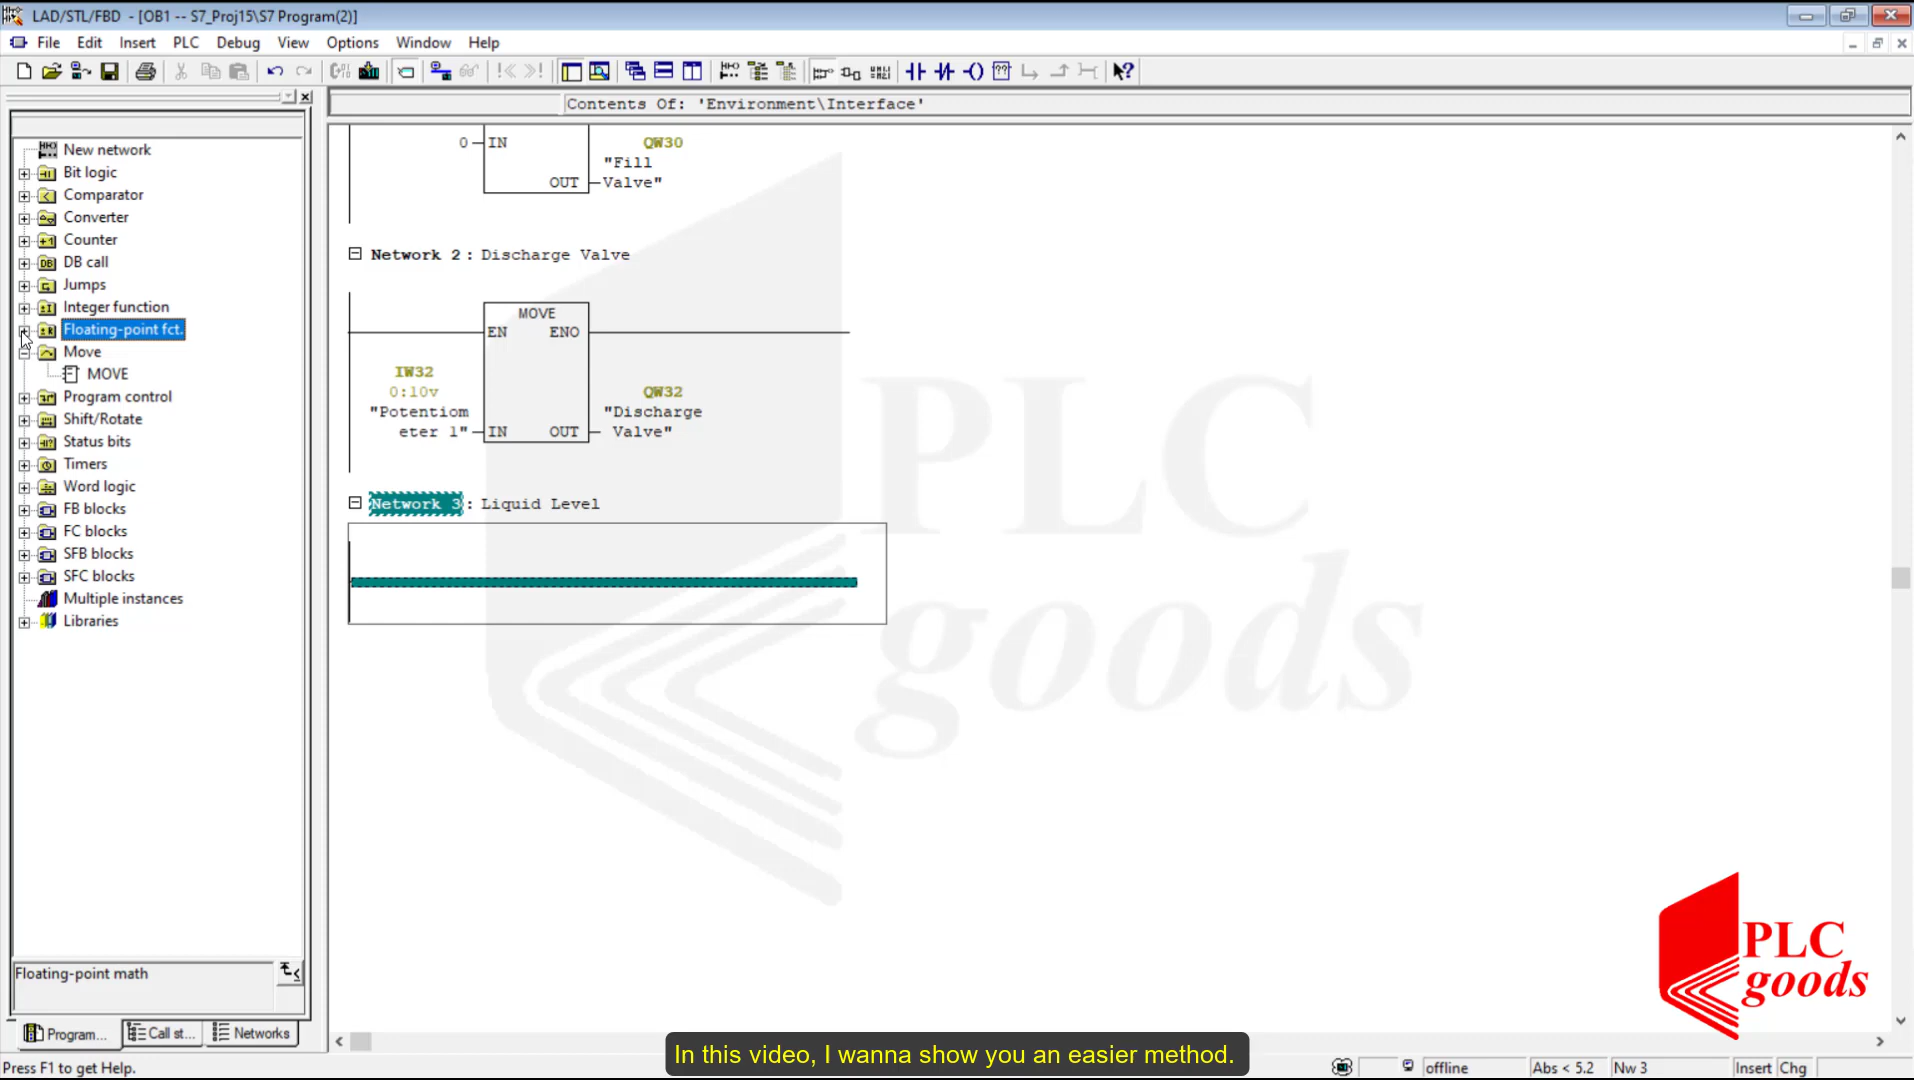 LAD/STL/FBD - [OB1 -- S7_Proj15\S7 Program(2)]
File Edit Insert PLC Debug View Options Window Help
Contents Of: 'Environment\Interface'
New network
Bit logic
Comparator
Converter
Counter
DB call
Jumps
Integer function
Floating-point fct.
Move
MOVE
Program control
Shift/Rotate
Status bits
Timers
Word logic
FB blocks
FC blocks
SFB blocks
SFC blocks
Multiple instances
Libraries
Floating-point math
Program... Call st... Networks
0 IN QW30
"Fill
OUT Valve"
Network 2 : Discharge Valve
MOVE
EN ENO
IW32
0:10v QW32
"Potentiom "Discharge
eter 1" IN OUT Valve"
Network 3 : Liquid Level
PLC
goods
PLC
goods
In this video, I wanna show you an easier method.
Press F1 to get Help. offline Abs < 5.2 Nw 3 Insert Chg